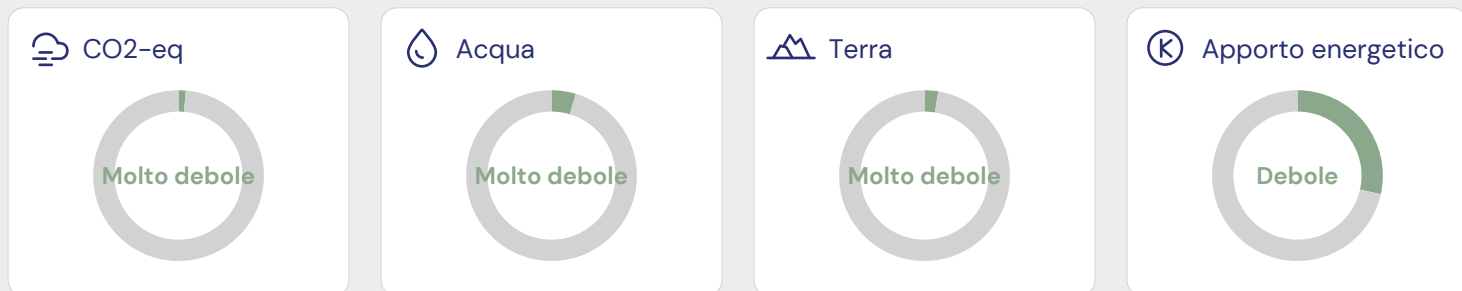 CO2-eq
Molto debole
Acqua
Molto debole
Terra
Molto debole
Apporto energetico
Debole